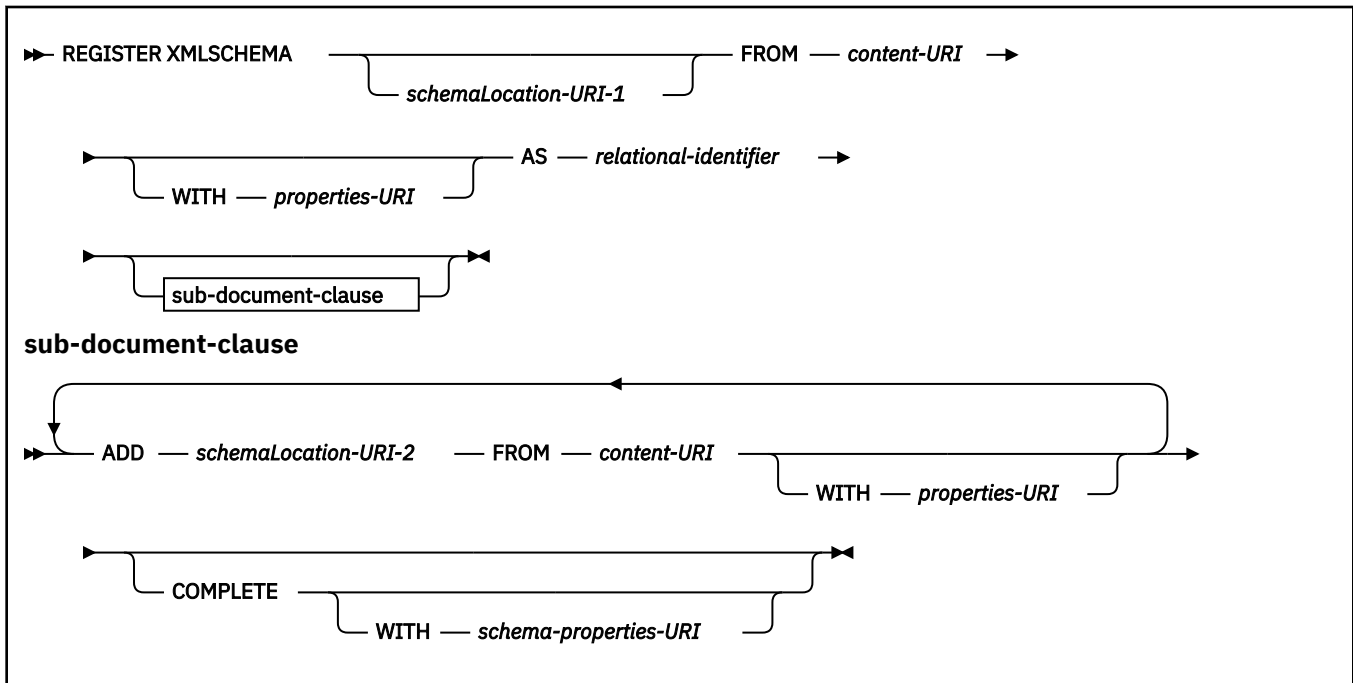 REGISTER XMLSCHEMA FROM content-URI
schemaLocation-URI-1
AS relational-identifier
WITH properties-URI
sub-document-clause
sub-document-clause
ADD schemaLocation-URI-2 FROM content-URI
WITH properties-URI
COMPLETE
WITH schema-properties-URI